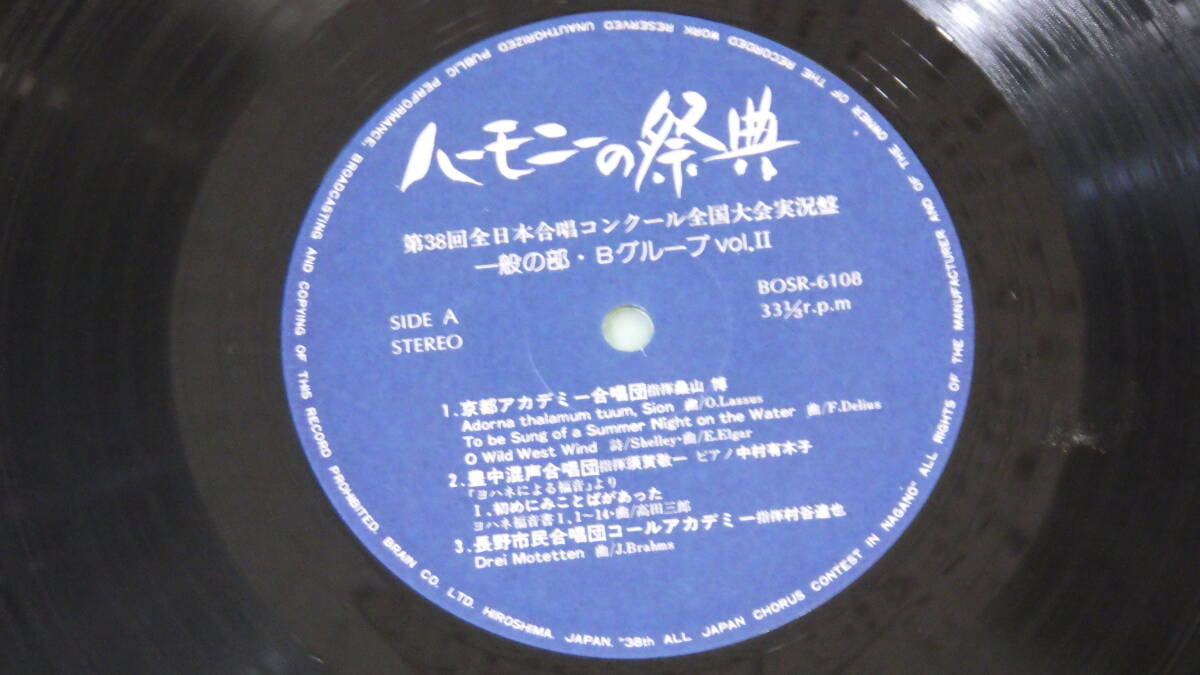 ハーモニーの祭典
第38回全日本合唱コンクール全国大会実況盤
一般の部・Bグループ vol.II
SIDE A
STEREO
BOSR-6108
33⅓r.p.m
1.京都アカデミー合唱団 指揮桑山 博
Adorna thalamum tuum, Sion 曲/O.Lassus
To be Sung of a Summer Night on the Water 曲/F.Delius
O Wild West Wind 詩/Shelley・曲/E.Elgar
2.豊中混声合唱団 指揮須賀敬一 ピアノ中村有木子
「ヨハネによる福音」より
I.初めにみことばがあった
ヨハネ福音書I、1〜14・曲/高田三郎
3.長野市民合唱団コールアカデミー 指揮村谷達也
Drei Motetten 曲/J.Brahms
ALL RIGHTS OF THE MANUFACTURER AND OF THE OWNER OF THE RECORDED WORK RESERVED UNAUTHORIZED PUBLIC PERFORMANCE, BROADCASTING AND COPYING OF THIS RECORD PROHIBITED. BRAIN CO., LTD. HIROSHIMA. JAPAN. "38th ALL JAPAN CHORUS CONTEST IN NAGANO"